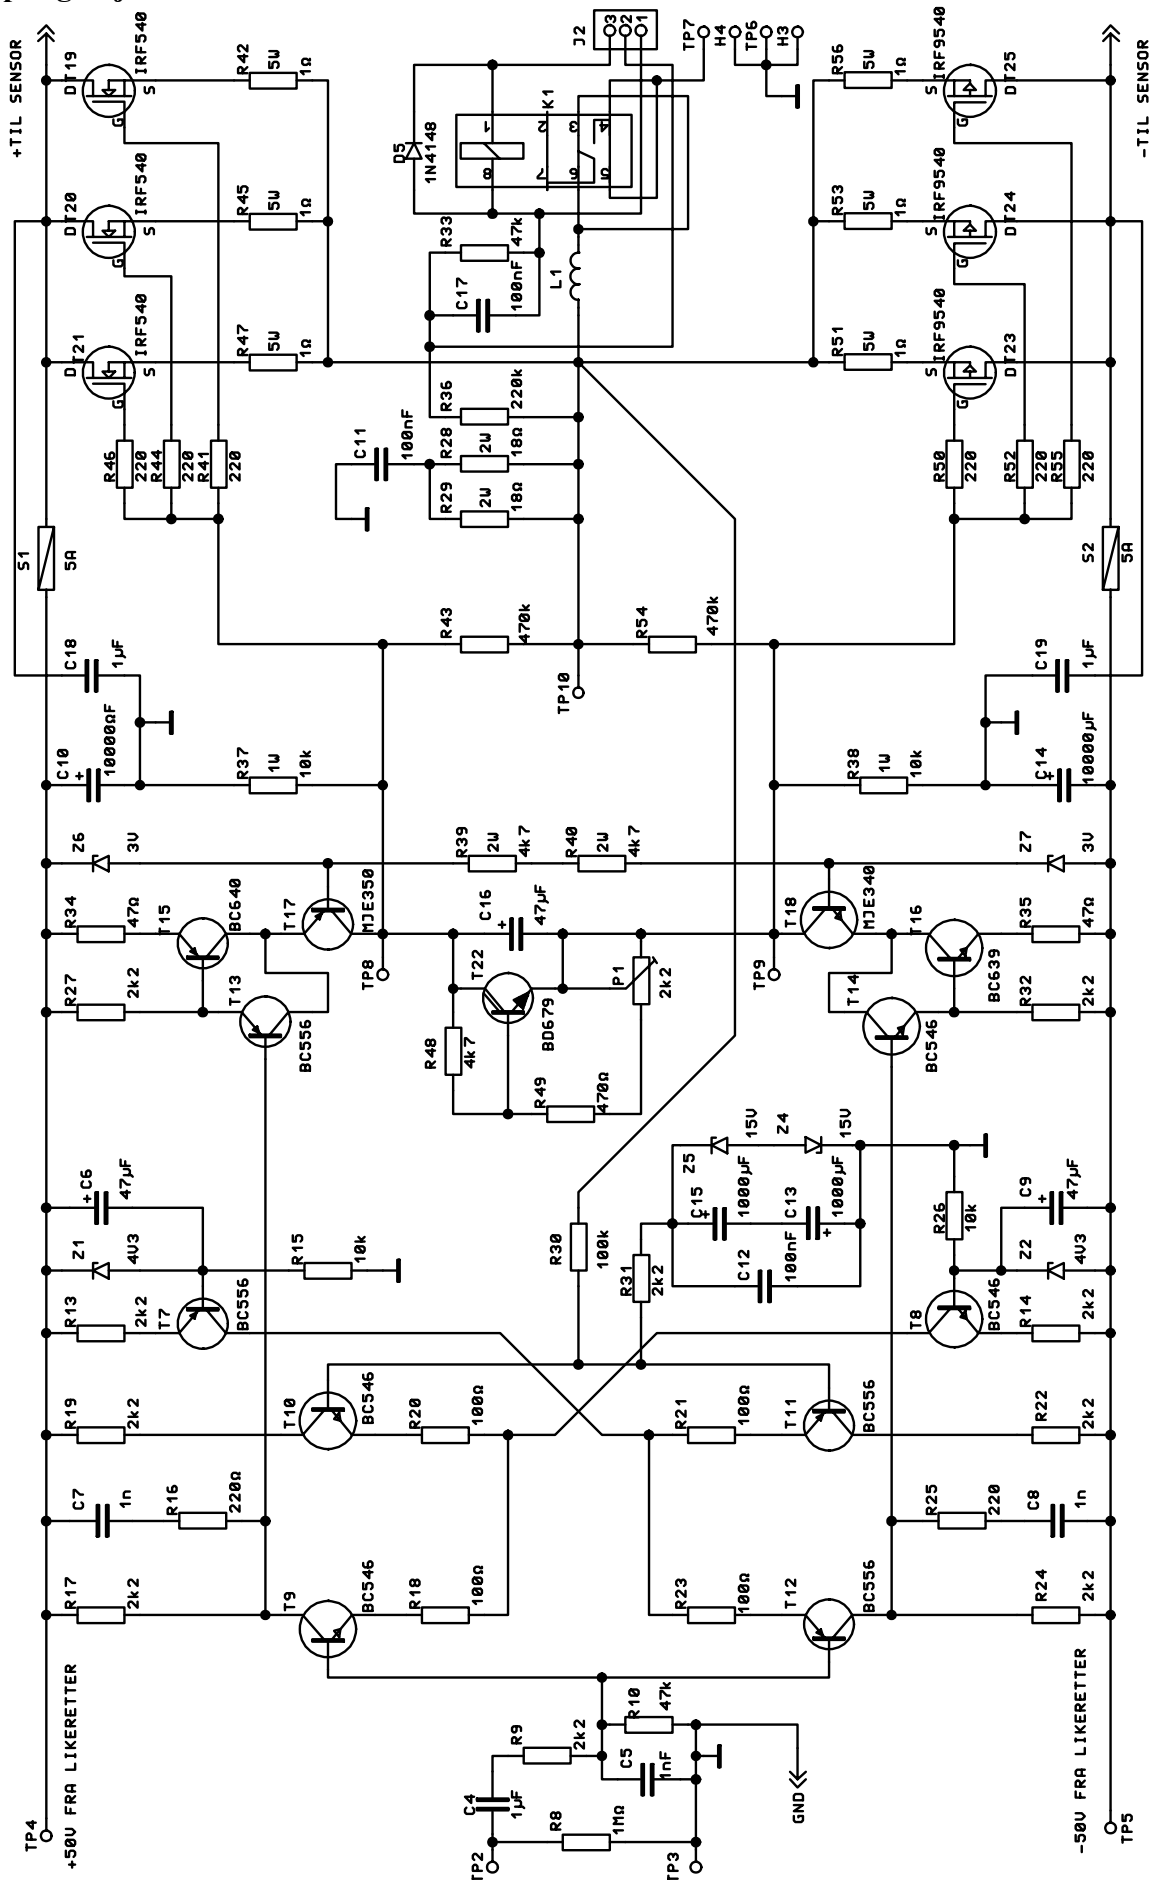 +TIL SENSOR
DT19
IRF540
S
G
R42
5W
1Ω
DT20
IRF540
S
G
R45
5W
1Ω
DT21
IRF540
S
G
R47
5W
1Ω
R46
220
R44
220
R41
220
S1
5A
J2
3
2
1
TP7
H4
TP6
H3
K1
1
2
3
4
8
7
6
5
D5
1N4148
R33
47k
C17
100nF
L1
R36
220k
C11
100nF
R28
2W
18Ω
R29
2W
18Ω
R56
5W
1Ω
S IRF9540
DT25
G
R53
5W
1Ω
S IRF9540
DT24
G
R51
5W
1Ω
S IRF9540
DT23
G
R50
220
R52
220
R55
220
-TIL SENSOR
S2
5A
C18
1µF
C10
+
10000ΩF
R37
1W
10k
R43
470k
R54
470k
TP10
R38
1W
10k
C19
1µF
C14
+
10000µF
Z6
3V
R39
2W
4k7
R40
2W
4k7
Z7
3V
R34
47Ω
T15
BC640
T17
MJE350
R27
2k2
T13
BC556
TP8
C16
+
47µF
T22
BD679
P1
2k2
R48
4k7
R49
470Ω
TP9
T18
MJE340
T16
BC639
R35
47Ω
T14
BC546
R32
2k2
C6
+
47µF
Z1
4V3
R15
10k
R13
2k2
T7
BC556
R30
100k
R31
2k2
Z5
15V
Z4
15V
C15
+
1000µF
C13
+
1000µF
C12
100nF
R26
10k
C9
+
47µF
Z2
4V3
T8
BC546
R14
2k2
R19
2k2
T10
BC546
R20
100Ω
R21
100Ω
T11
BC556
R22
2k2
C7
1n
R16
220Ω
R25
220
C8
1n
R17
2k2
T9
BC546
R18
100Ω
R23
100Ω
T12
BC556
R24
2k2
TP4
+50V FRA LIKERETTER
R10
47k
R9
2k2
C5
1nF
C4
1µF
R8
1MΩ
TP2
TP3
GND
-50V FRA LIKERETTER
TP5